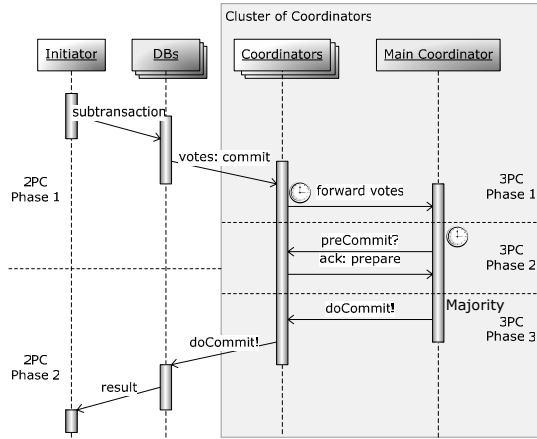 Cluster of Coordinators
Initiator
DBs
Coordinators
Main Coordinator
subtransaction
votes: commit
2PC
Phase 1
forward votes
3PC
Phase 1
preCommit?
ack: prepare
3PC
Phase 2
Majority
doCommit!
3PC
Phase 3
doCommit!
2PC
Phase 2
result